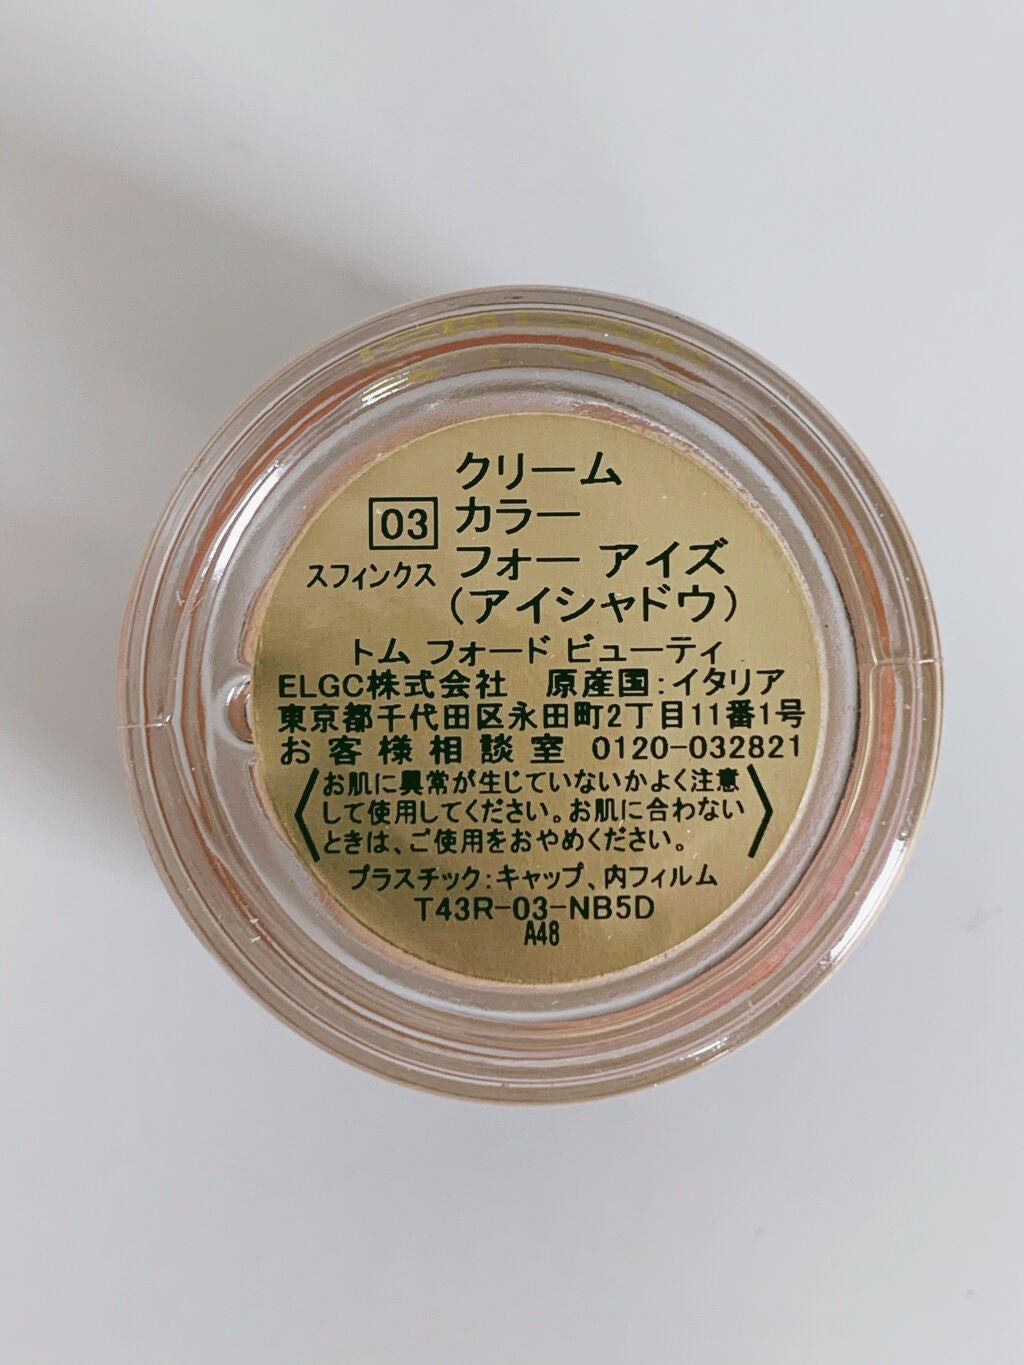 クリーム
03 カラー
スフィンクス フォー アイズ
(アイシャドウ)
トム フォード ビューティ
ELGC株式会社 原産国:イタリア
東京都千代田区永田町2丁目11番1号
お客様相談室 0120-032821
お肌に異常が生じていないかよく注意
して使用してください。お肌に合わない
ときは、ご使用をおやめください。
プラスチック:キャップ、内フィルム
T43R-03-NB5D
A48